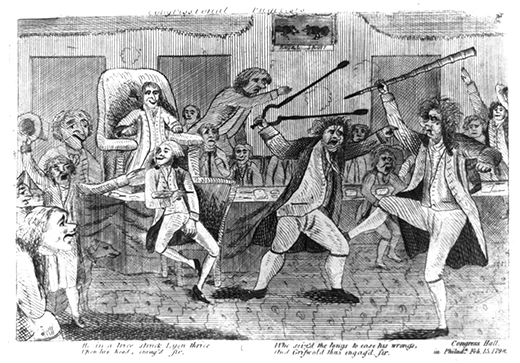 Congressional Pugilists
He in a trice struck Lyon thrice
Upon his head, enrag'd sir,
Who seiz'd the tongs to ease his wrongs,
And Griswold thus engag'd, sir.
Congress Hall,
in Philada. Feb. 15. 1798.